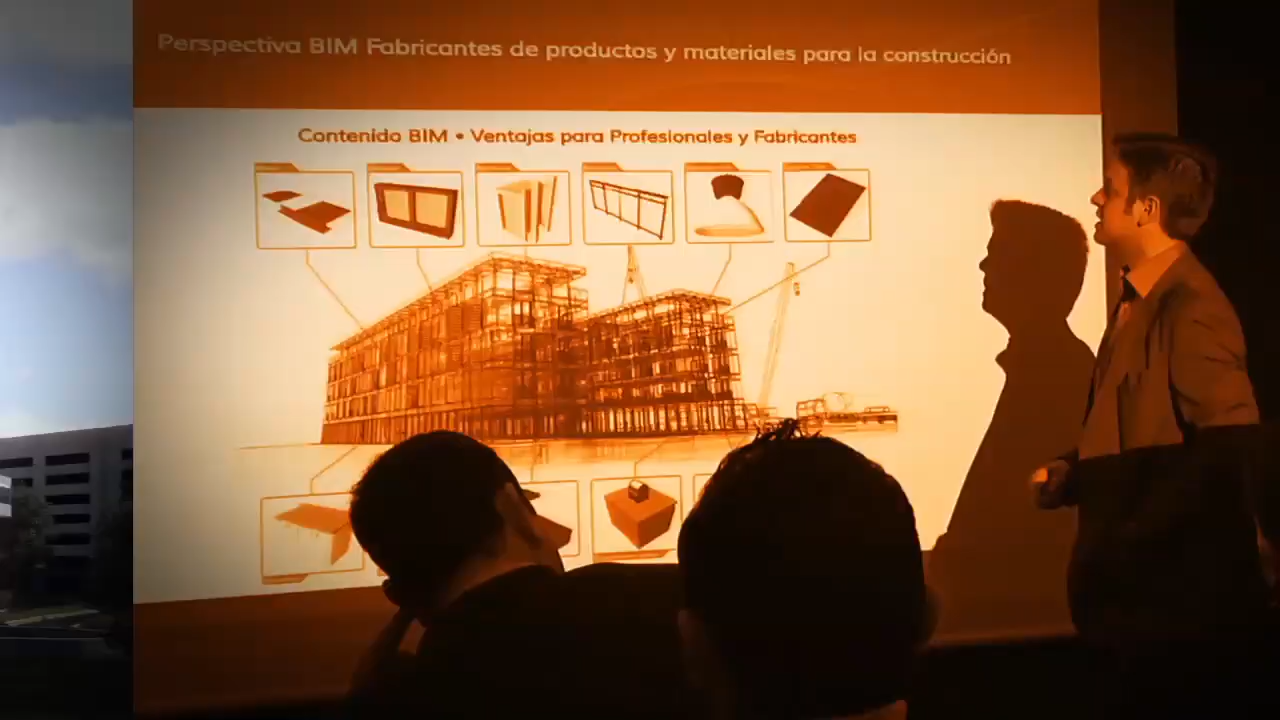 Perspectiva BIM Fabricantes de productos y materiales para la construcción
Contenido BIM • Ventajas para Profesionales y Fabricantes